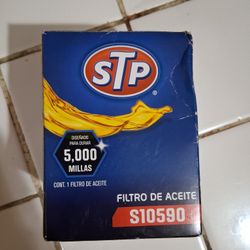 STP
DISEÑADO
PARA DURAR
5,000
MILLAS
CONT. 1 FILTRO DE ACEITE
FILTRO DE ACEITE
S10590